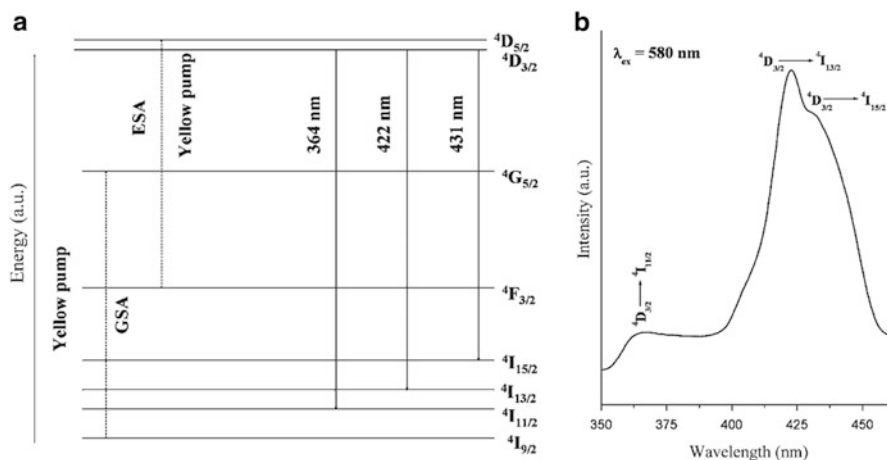 a
Energy (a.u.)
Yellow pump
GSA
ESA
Yellow pump
364 nm
422 nm
431 nm
⁴D₅/₂
⁴D₃/₂
⁴G₅/₂
⁴F₃/₂
⁴I₁₅/₂
⁴I₁₃/₂
⁴I₁₁/₂
⁴I₉/₂
b
λₑₓ = 580 nm
⁴D₃/₂ → ⁴I₁₃/₂
⁴D₃/₂ → ⁴I₁₅/₂
⁴D₃/₂ → ⁴I₁₁/₂
Intensity (a.u.)
350 375 400 425 450
Wavelength (nm)